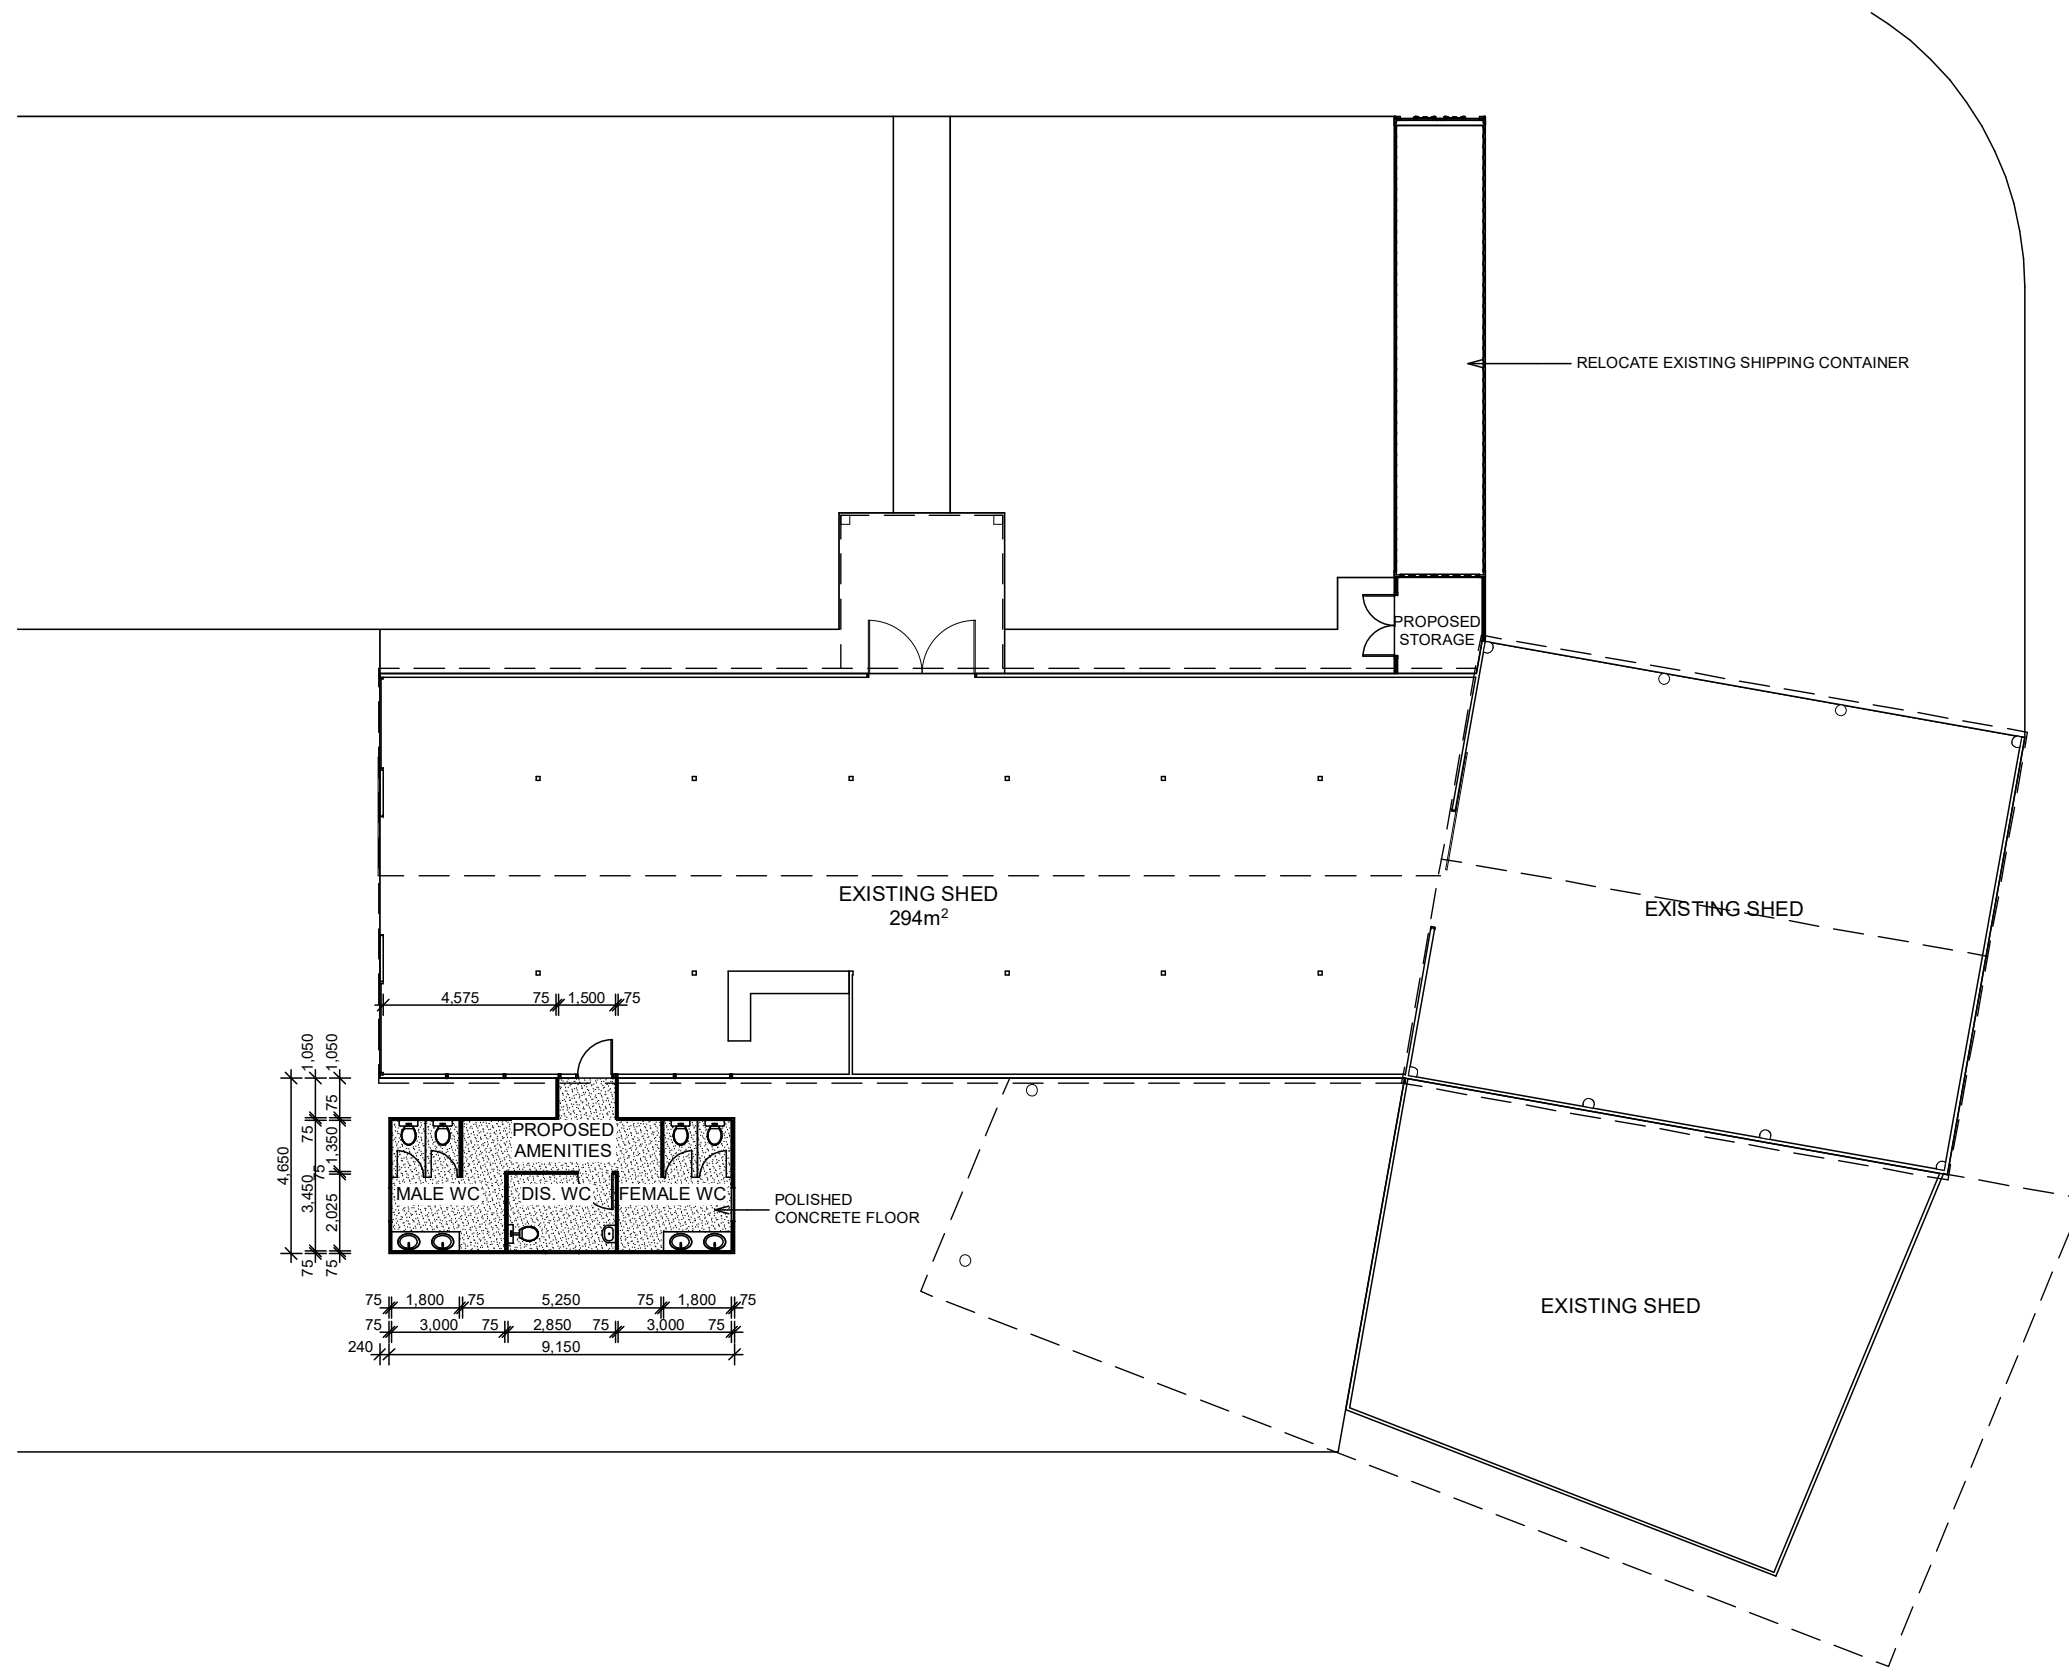 RELOCATE EXISTING SHIPPING CONTAINER
PROPOSED
STORAGE
EXISTING SHED
294m²
EXISTING SHED
4,575 75 1,500 75
1,050 1,050
75
75
1,350
75
4,650
3,450
2,025
75 75
PROPOSED
AMENITIES
MALE WC DIS. WC FEMALE WC
POLISHED
CONCRETE FLOOR
75 1,800 75 5,250 75 1,800 75
75 3,000 75 2,850 75 3,000 75
240 9,150
EXISTING SHED